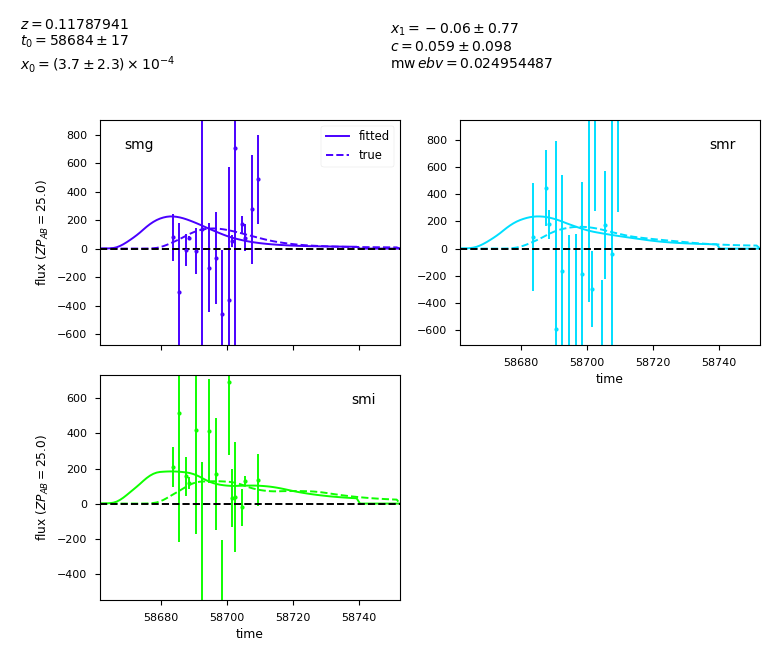 z = 0.11787941
t₀ = 58684 ± 17
x₀ = (3.7 ± 2.3) × 10⁻⁴
x₁ = −0.06 ± 0.77
c = 0.059 ± 0.098
mw ebv = 0.024954487
smg
fitted
true
800
600
400
200
0
−200
−400
−600
flux (ZP_AB = 25.0)
smr
800
600
400
200
0
−200
−400
−600
58680 58700 58720 58740
time
smi
600
400
200
0
−200
−400
flux (ZP_AB = 25.0)
58680 58700 58720 58740
time